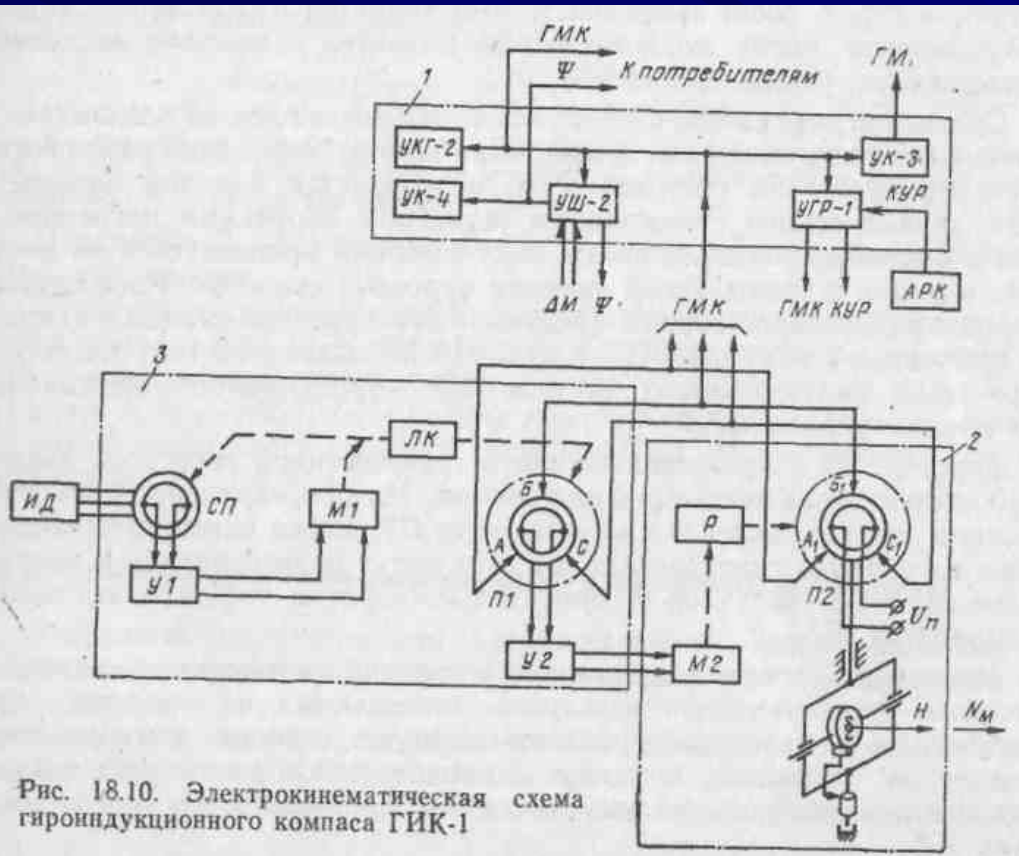 ГМК
Ψ К потребителям
ГМ.
1
УКГ-2
УК-3
УК-4
УШ-2
УГР-1
КУР
ДИ Ψ
ГМК
ГМК КУР
АРК
3
2
ЛК
ИД
СП
М1
Б
Р
Б₁
А С
А₁ С₁
У1
П1
П2
Uп
У2
М2
Н Nм
Рис. 18.10. Электрокинематическая схема
гироиндукционного компаса ГИК-1